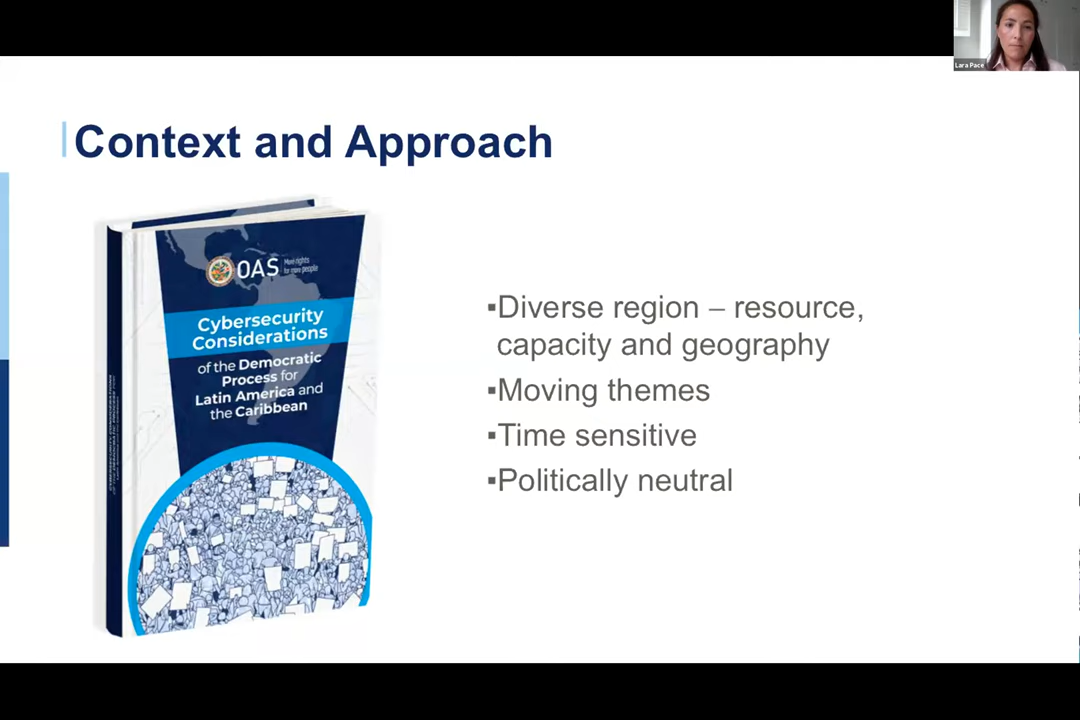 Lara Pace
Context and Approach
OAS More rights
for more people
Cybersecurity
Considerations
of the Democratic
Process for
Latin America and
the Caribbean
▪Diverse region – resource,
capacity and geography
▪Moving themes
▪Time sensitive
▪Politically neutral